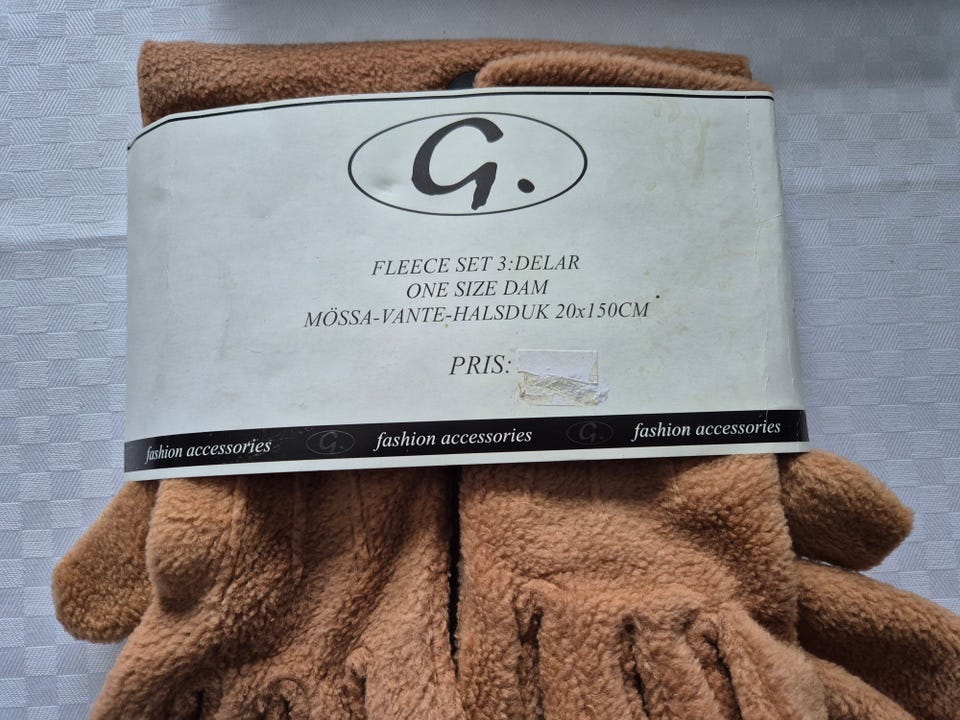 G.
FLEECE SET 3:DELAR
ONE SIZE DAM
MÖSSA-VANTE-HALSDUK 20x150CM
PRIS:
fashion accessories G. fashion accessories G. fashion accessories